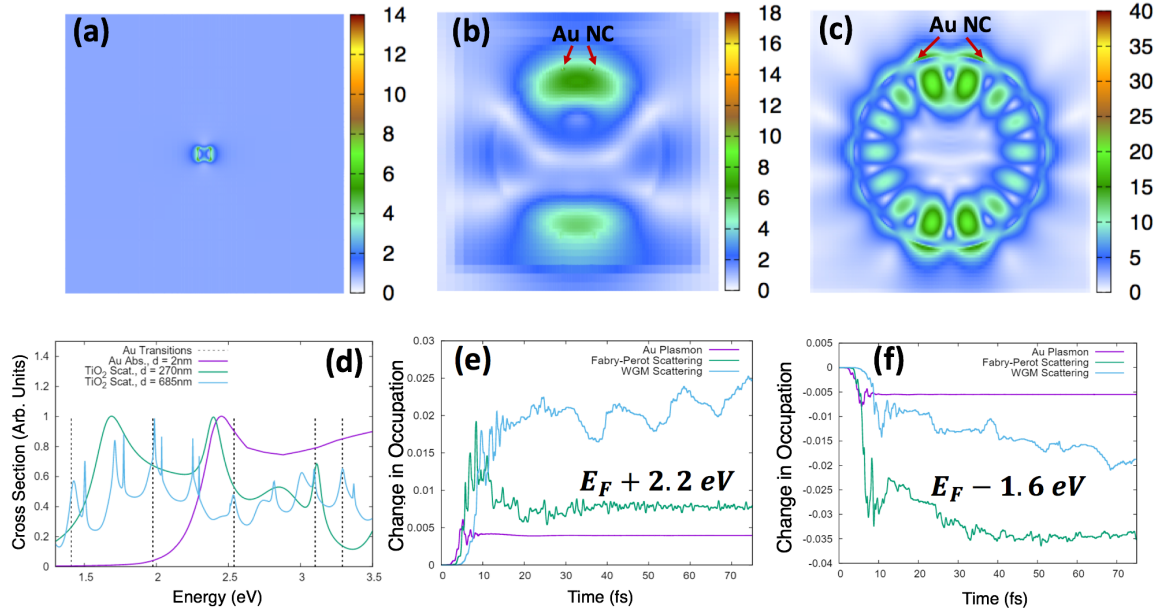 (a)
14
12
10
8
6
4
2
0
(b)
Au NC
18
16
14
12
10
8
6
4
2
0
(c)
Au NC
40
35
30
25
20
15
10
5
0
(d)
Cross Section (Arb. Units)
1.4
1.2
1
0.8
0.6
0.4
0.2
0
Au Transitions
Au Abs., d = 2nm
TiO2 Scat., d = 270nm
TiO2 Scat., d = 685nm
1.5
2
2.5
3
3.5
Energy (eV)
(e)
Change in Occupation
0.03
0.025
0.02
0.015
0.01
0.005
0
Au Plasmon
Fabry-Perot Scattering
WGM Scattering
E_F + 2.2 eV
0
10
20
30
40
50
60
70
Time (fs)
(f)
Change in Occupation
0
-0.005
-0.01
-0.015
-0.02
-0.025
-0.03
-0.035
-0.04
Au Plasmon
Fabry-Perot Scattering
WGM Scattering
E_F − 1.6 eV
0
10
20
30
40
50
60
70
Time (fs)